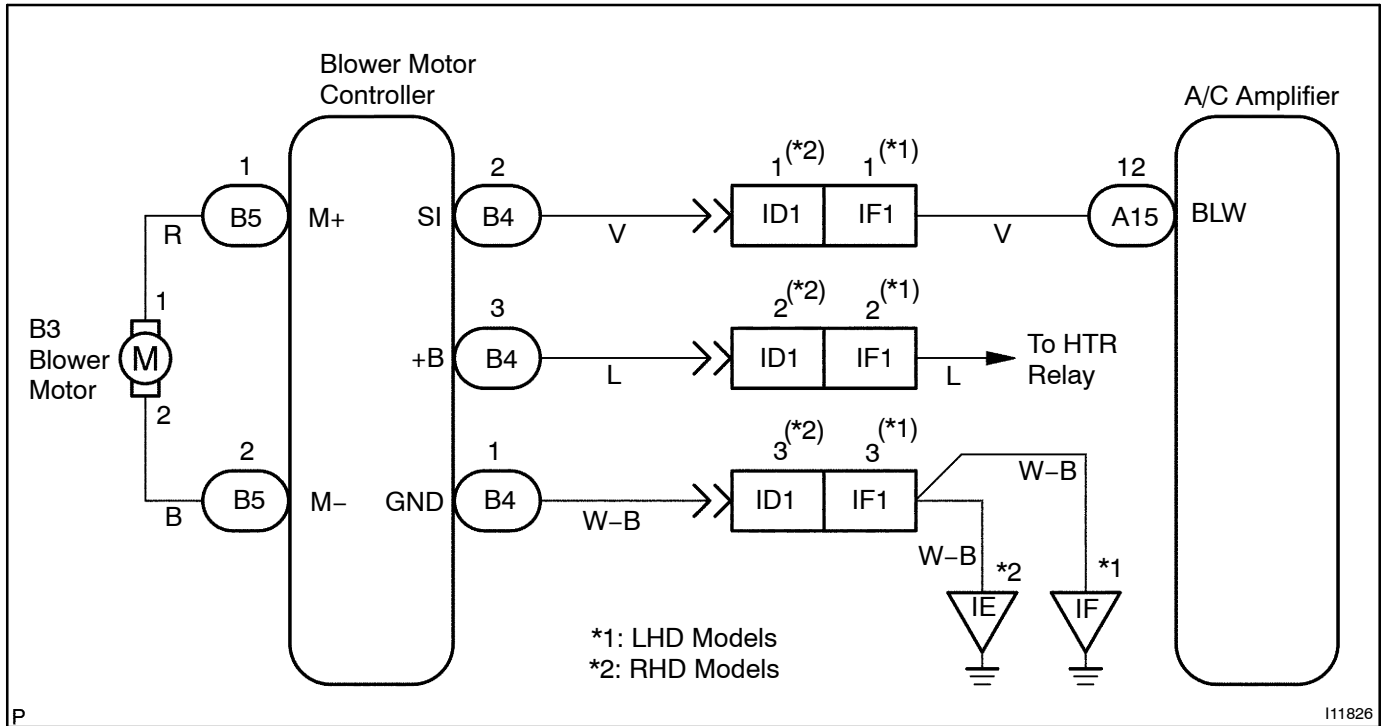 Blower Motor
Controller
A/C Amplifier
1
2
1(*2)
1(*1)
12
B5
M+
SI
B4
ID1
IF1
A15
BLW
R
V
V
1
3
2(*2)
2(*1)
B3
Blower
Motor
M
+B
B4
ID1
IF1
To HTR
Relay
L
L
2
2
1
3(*2)
3(*1)
W–B
B5
M–
GND
B4
ID1
IF1
B
W–B
W–B
*2
*1
IE
IF
*1: LHD Models
*2: RHD Models
P
I11826